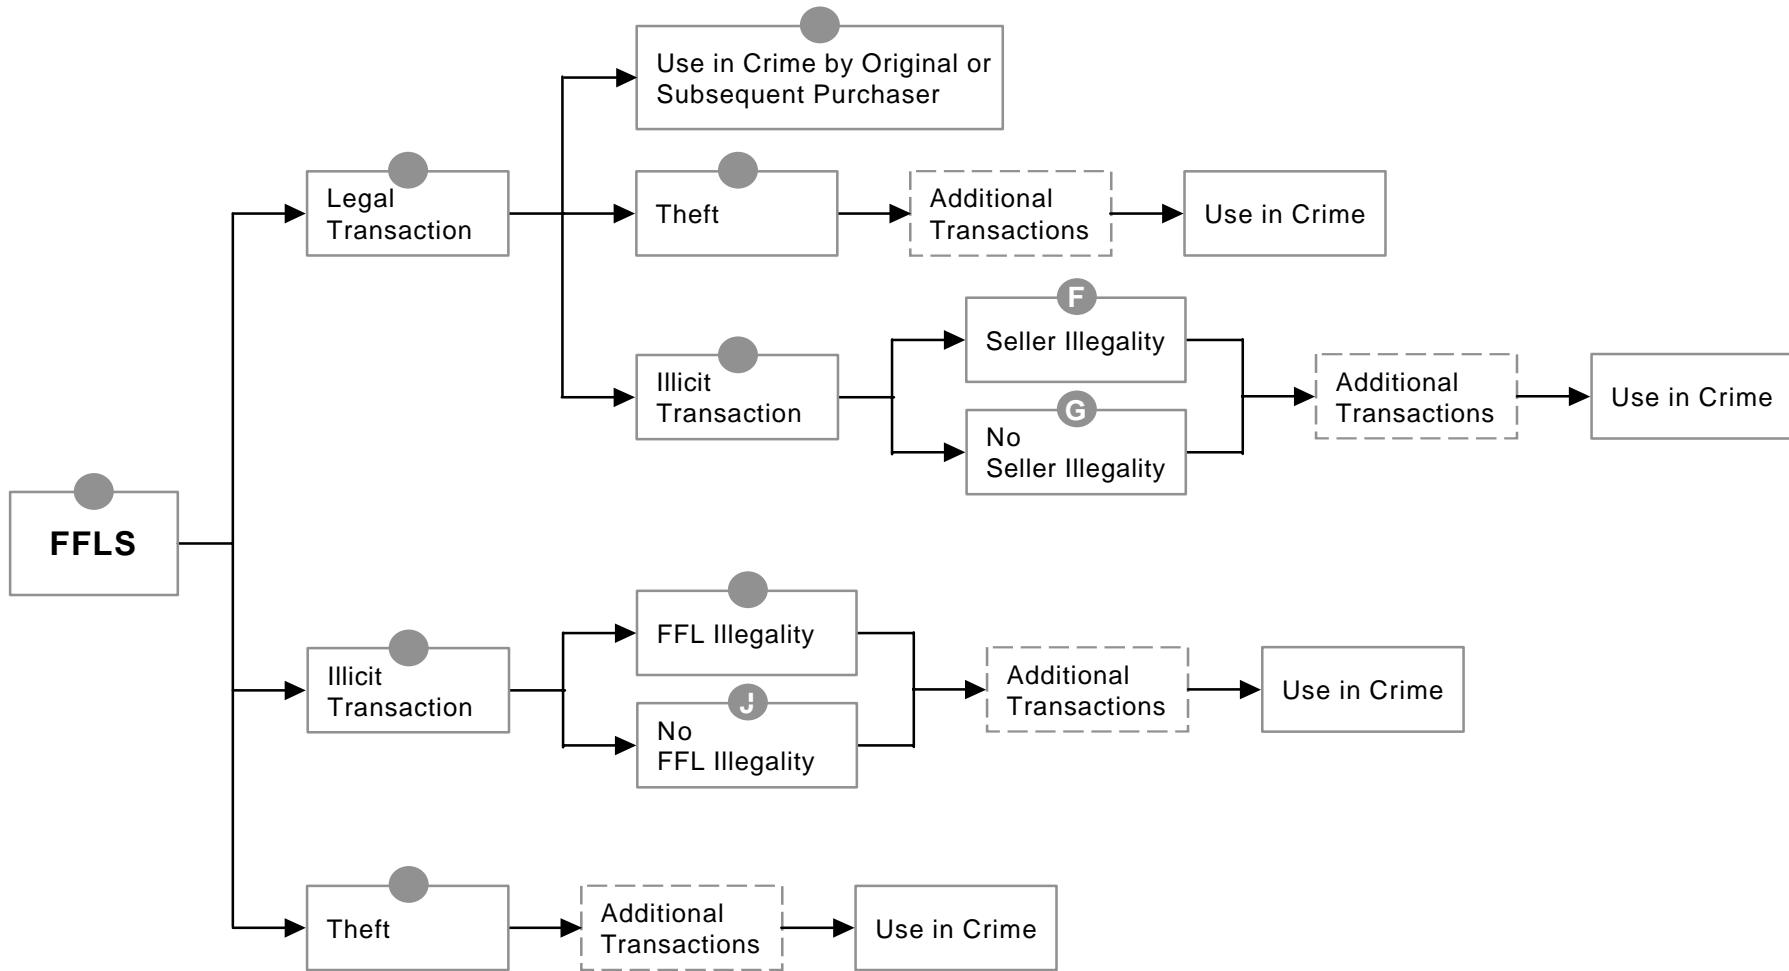 Use in Crime by Original or
Subsequent Purchaser
Legal
Transaction
Theft
Additional
Transactions
Use in Crime
Illicit
Transaction
F
Seller Illegality
G
No
Seller Illegality
Additional
Transactions
Use in Crime
FFLS
Illicit
Transaction
FFL Illegality
J
No
FFL Illegality
Additional
Transactions
Use in Crime
Theft
Additional
Transactions
Use in Crime